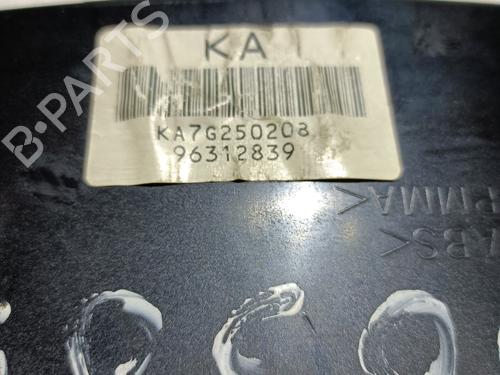 B-PARTS
KA
KA7G250208
96312839
>ABS<
>PMMA<